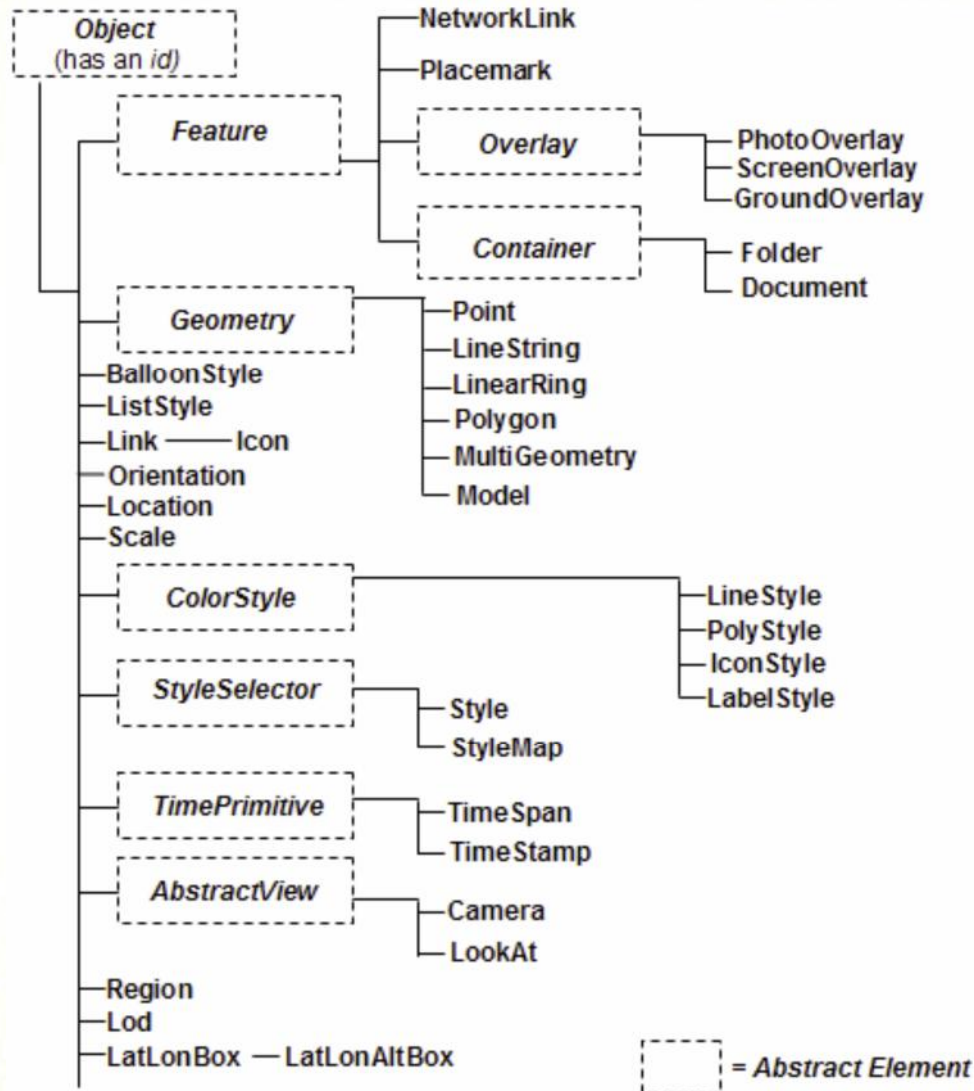 Object
(has an id)
NetworkLink
Placemark
Feature
Overlay
PhotoOverlay
ScreenOverlay
GroundOverlay
Container
Folder
Document
Geometry
Point
LineString
LinearRing
Polygon
MultiGeometry
Model
BalloonStyle
ListStyle
Link Icon
Orientation
Location
Scale
ColorStyle
LineStyle
PolyStyle
IconStyle
LabelStyle
StyleSelector
Style
StyleMap
TimePrimitive
TimeSpan
TimeStamp
AbstractView
Camera
LookAt
Region
Lod
LatLonBox LatLonAltBox
= Abstract Element